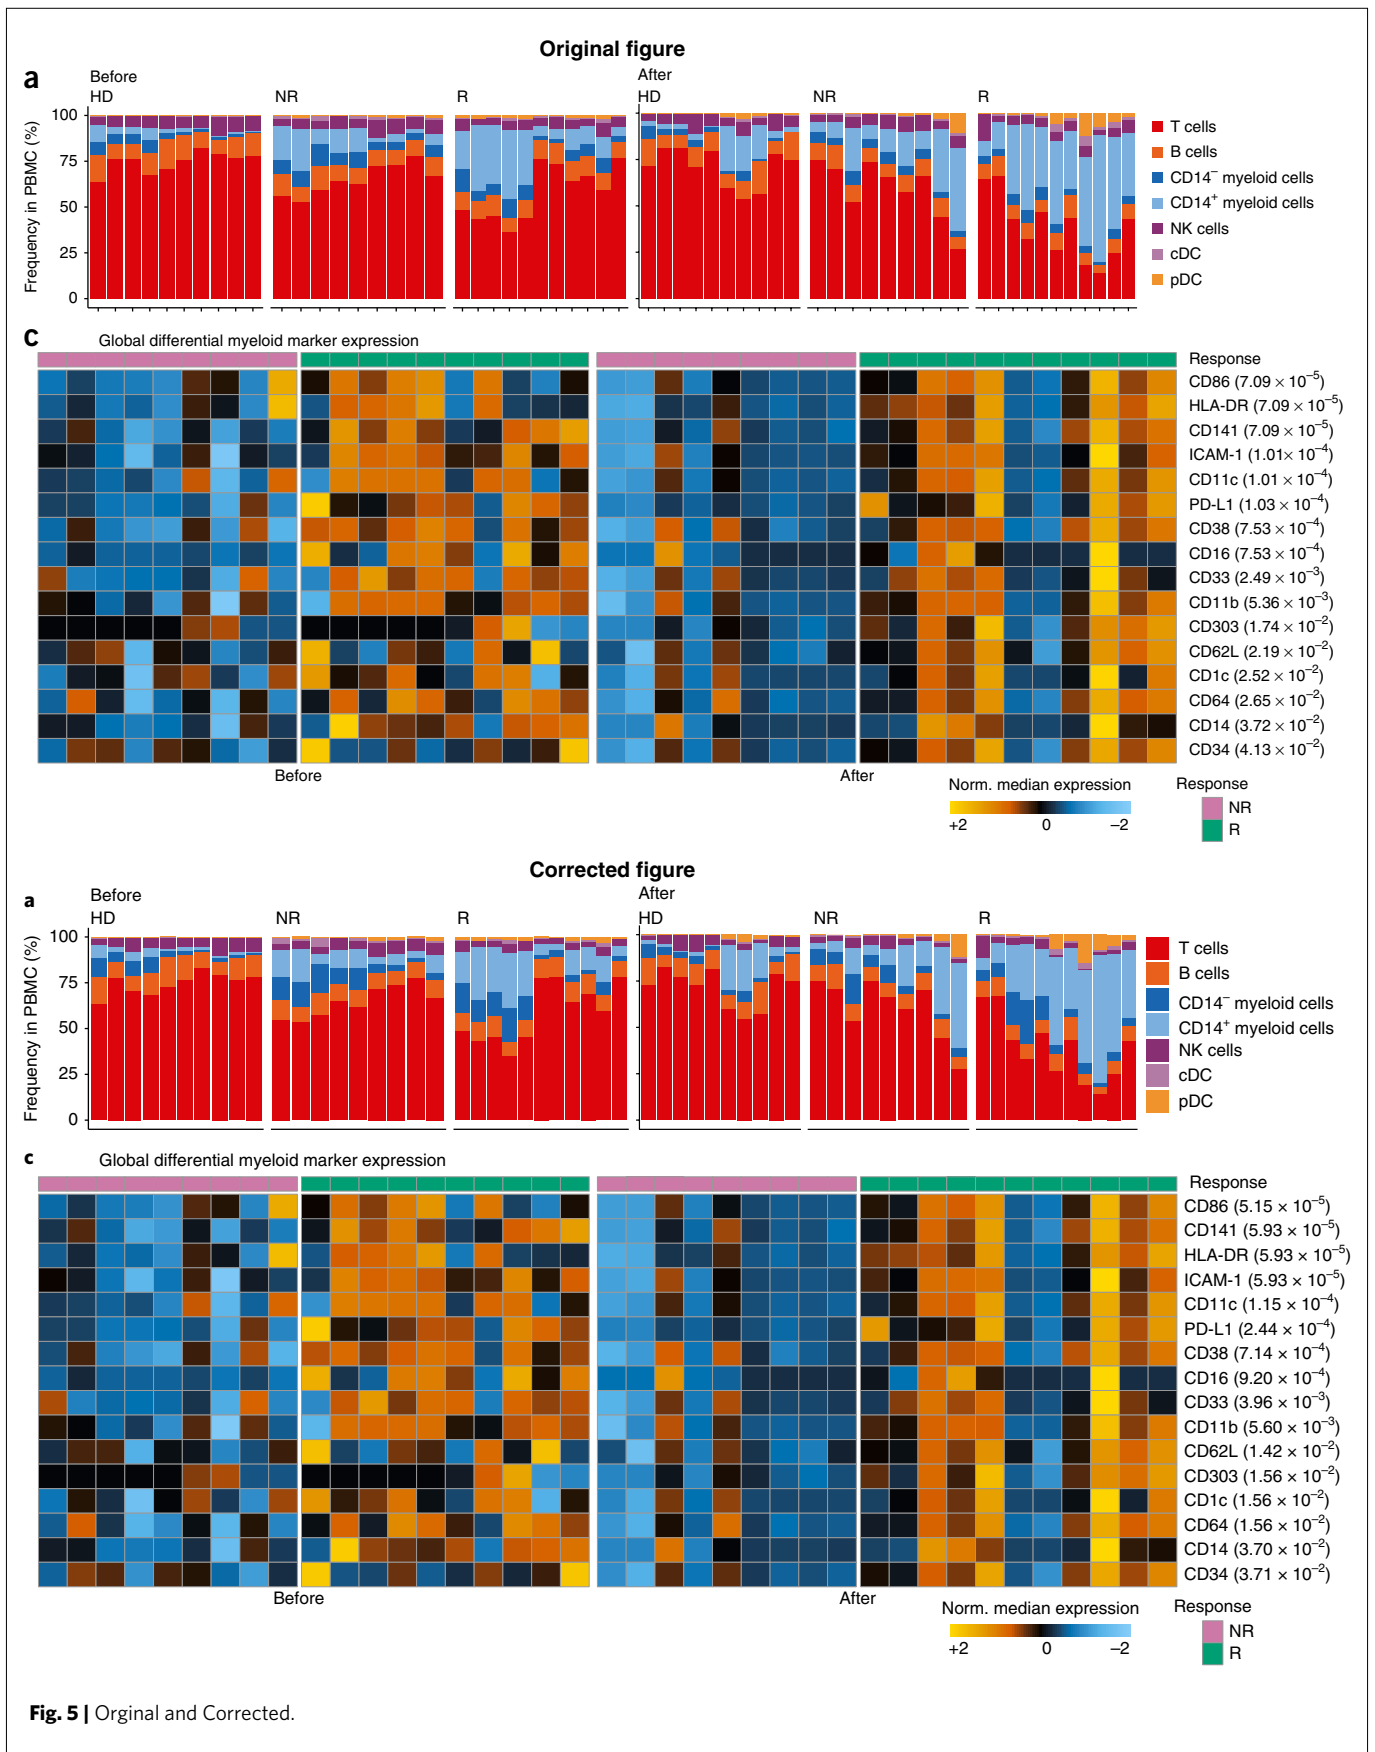 Original figure
a
Before
After
HD
NR
R
HD
NR
R
Frequency in PBMC (%)
100
75
50
25
0
T cells
B cells
CD14⁻ myeloid cells
CD14⁺ myeloid cells
NK cells
cDC
pDC
c
Global differential myeloid marker expression
Response
CD86 (7.09 × 10⁻⁵)
HLA-DR (7.09 × 10⁻⁵)
CD141 (7.09 × 10⁻⁵)
ICAM-1 (1.01× 10⁻⁴)
CD11c (1.01 × 10⁻⁴)
PD-L1 (1.03 × 10⁻⁴)
CD38 (7.53 × 10⁻⁴)
CD16 (7.53 × 10⁻⁴)
CD33 (2.49 × 10⁻³)
CD11b (5.36 × 10⁻³)
CD303 (1.74 × 10⁻²)
CD62L (2.19 × 10⁻²)
CD1c (2.52 × 10⁻²)
CD64 (2.65 × 10⁻²)
CD14 (3.72 × 10⁻²)
CD34 (4.13 × 10⁻²)
Before
After
Norm. median expression
+2 0 –2
Response
NR
R
Corrected figure
a
Before
After
HD
NR
R
HD
NR
R
Frequency in PBMC (%)
100
75
50
25
0
T cells
B cells
CD14⁻ myeloid cells
CD14⁺ myeloid cells
NK cells
cDC
pDC
c
Global differential myeloid marker expression
Response
CD86 (5.15 × 10⁻⁵)
CD141 (5.93 × 10⁻⁵)
HLA-DR (5.93 × 10⁻⁵)
ICAM-1 (5.93 × 10⁻⁵)
CD11c (1.15 × 10⁻⁴)
PD-L1 (2.44 × 10⁻⁴)
CD38 (7.14 × 10⁻⁴)
CD16 (9.20 × 10⁻⁴)
CD33 (3.96 × 10⁻³)
CD11b (5.60 × 10⁻³)
CD62L (1.42 × 10⁻²)
CD303 (1.56 × 10⁻²)
CD1c (1.56 × 10⁻²)
CD64 (1.56 × 10⁻²)
CD14 (3.70 × 10⁻²)
CD34 (3.71 × 10⁻²)
Before
After
Norm. median expression
+2 0 –2
Response
NR
R
Fig. 5 | Orginal and Corrected.